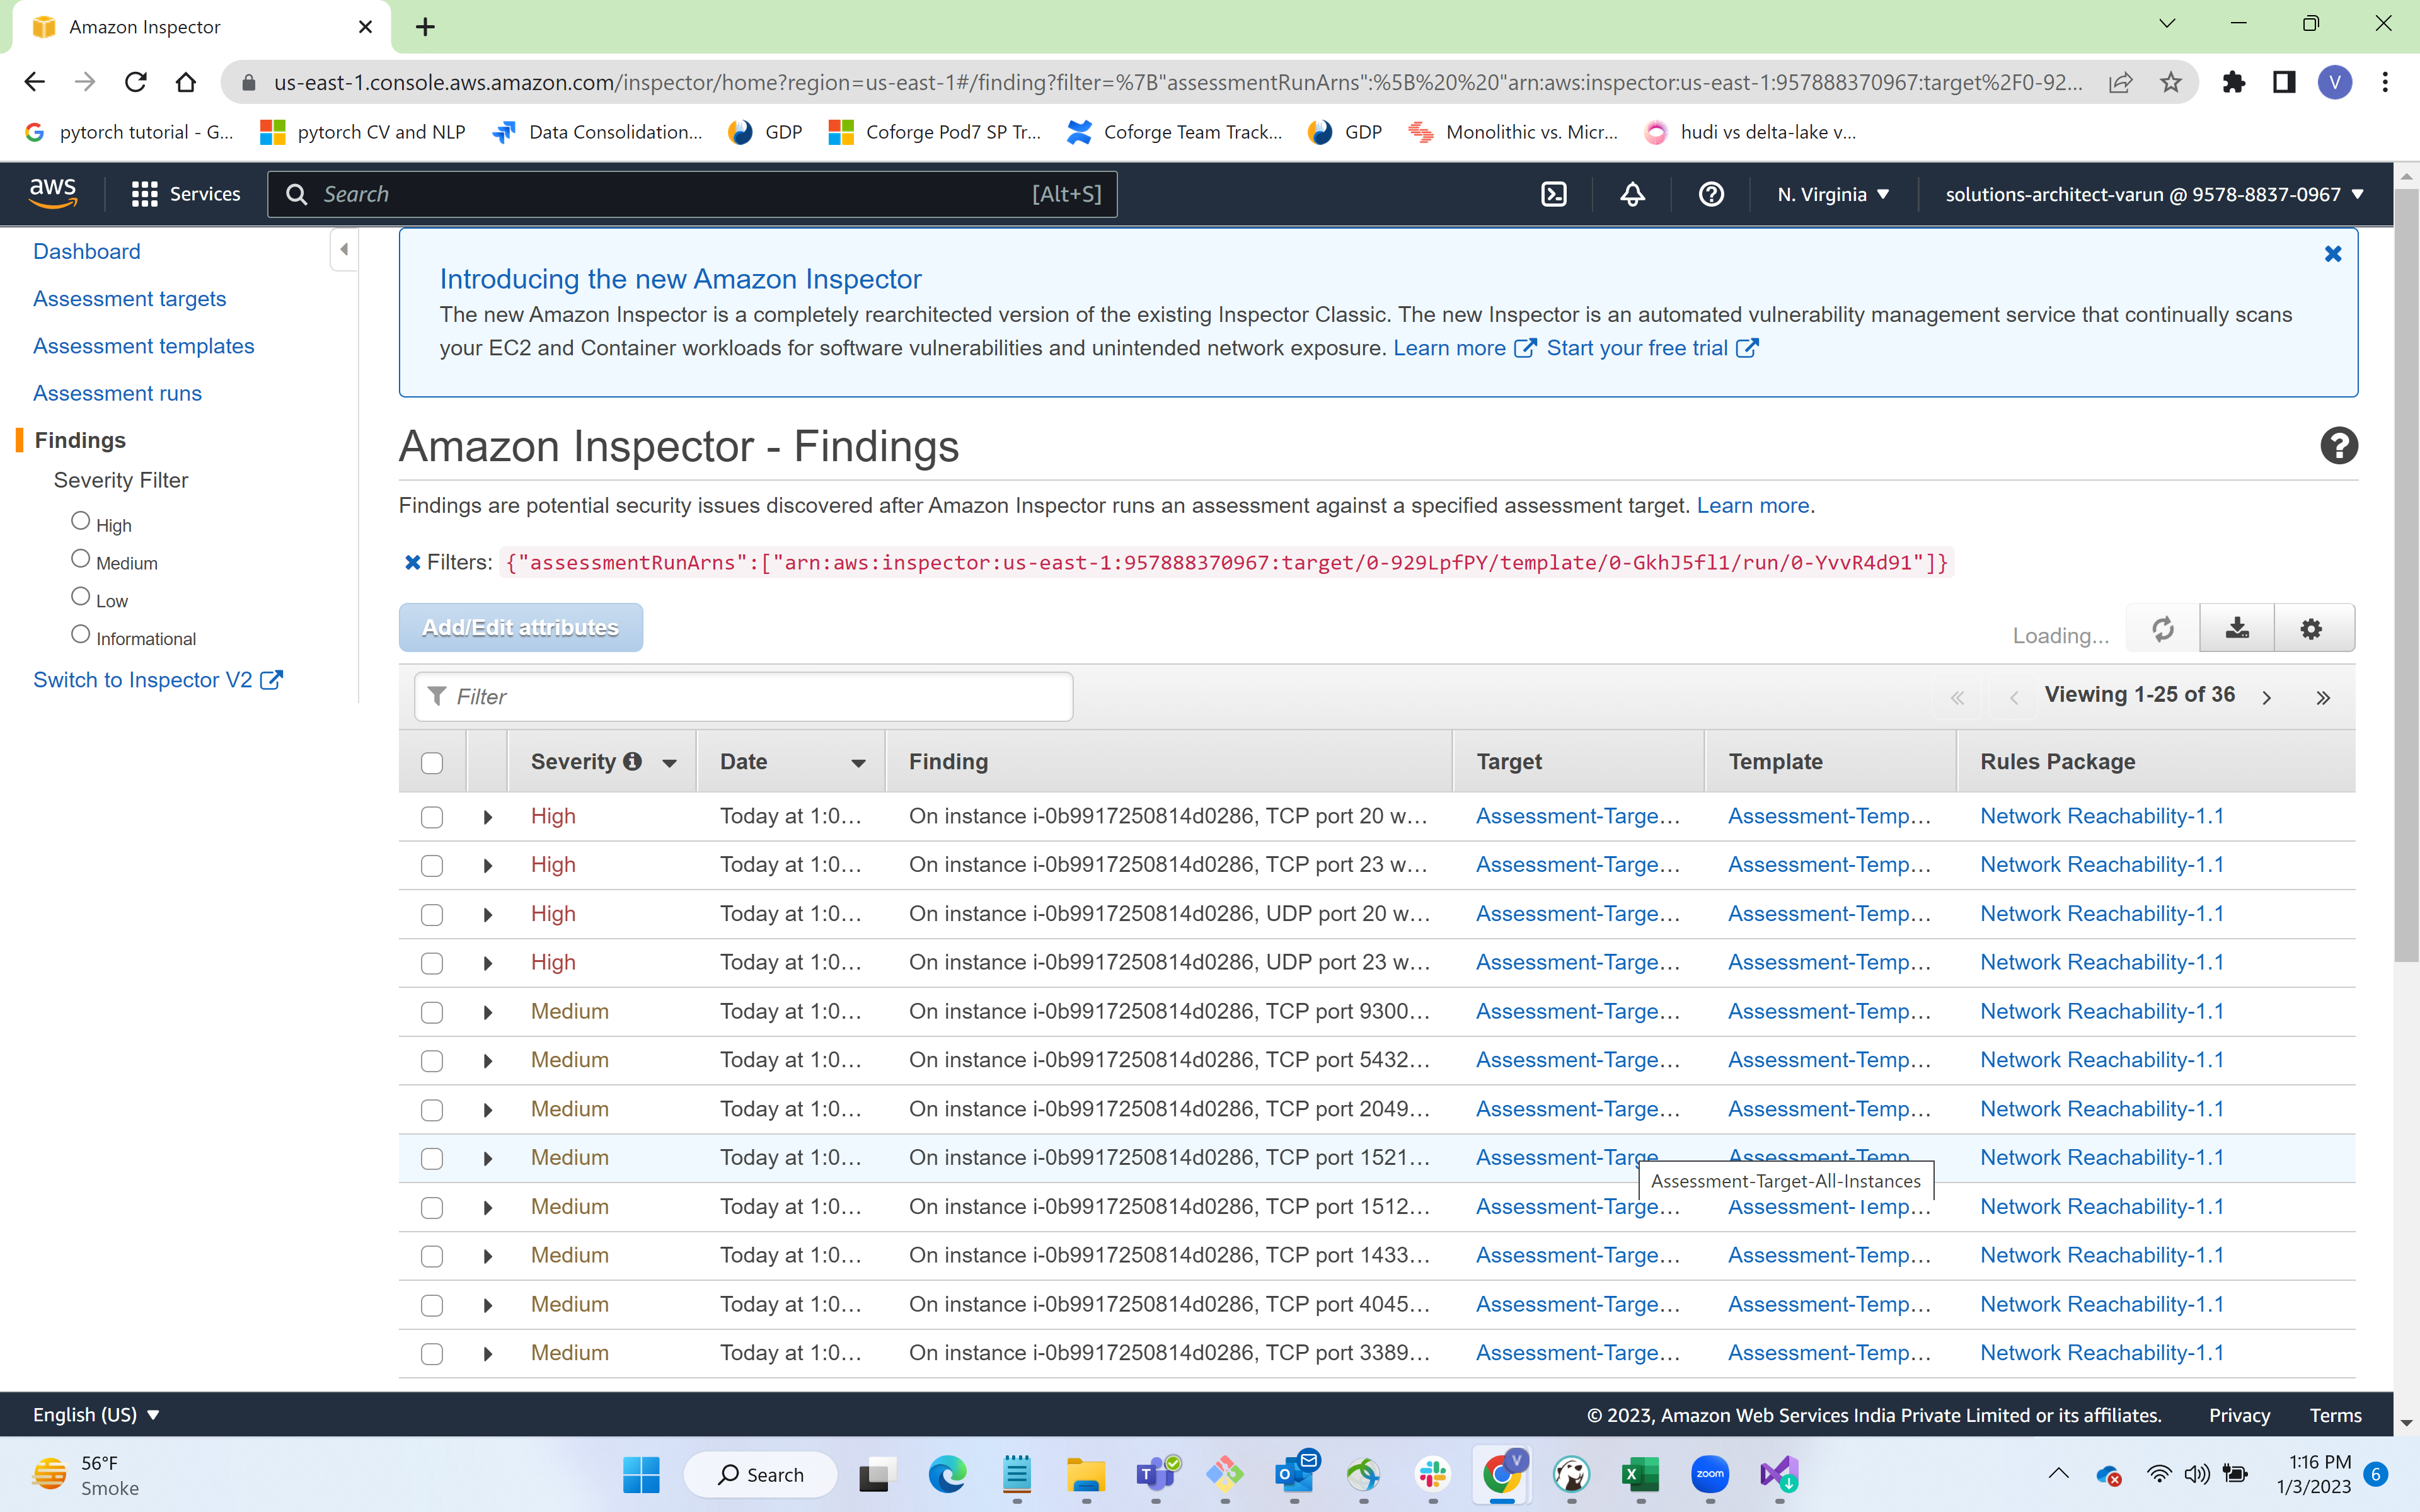 Amazon Inspector
us-east-1.console.aws.amazon.com/inspector/home?region=us-east-1#/finding?filter=%7B"assessmentRunArns":%5B%20%20"arn:aws:inspector:us-east-1:957888370967:target%2F0-92...
V
pytorch tutorial - G...
pytorch CV and NLP
Data Consolidation...
GDP
Coforge Pod7 SP Tr...
Coforge Team Track...
GDP
Monolithic vs. Micr...
hudi vs delta-lake v...
aws
Services
Search
[Alt+S]
N. Virginia
solutions-architect-varun @ 9578-8837-0967
Dashboard
Assessment targets
Assessment templates
Assessment runs
Findings
Severity Filter
High
Medium
Low
Informational
Switch to Inspector V2
Introducing the new Amazon Inspector
The new Amazon Inspector is a completely rearchitected version of the existing Inspector Classic. The new Inspector is an automated vulnerability management service that continually scans
your EC2 and Container workloads for software vulnerabilities and unintended network exposure. Learn more Start your free trial
Amazon Inspector - Findings
Findings are potential security issues discovered after Amazon Inspector runs an assessment against a specified assessment target. Learn more.
Filters: {"assessmentRunArns":["arn:aws:inspector:us-east-1:957888370967:target/0-929LpfPY/template/0-GkhJ5fl1/run/0-YvvR4d91"]}
Add/Edit attributes
Loading...
Filter
« ‹ Viewing 1-25 of 36 › »
Severity Date Finding Target Template Rules Package
High Today at 1:0... On instance i-0b9917250814d0286, TCP port 20 w... Assessment-Targe... Assessment-Temp... Network Reachability-1.1
High Today at 1:0... On instance i-0b9917250814d0286, TCP port 23 w... Assessment-Targe... Assessment-Temp... Network Reachability-1.1
High Today at 1:0... On instance i-0b9917250814d0286, UDP port 20 w... Assessment-Targe... Assessment-Temp... Network Reachability-1.1
High Today at 1:0... On instance i-0b9917250814d0286, UDP port 23 w... Assessment-Targe... Assessment-Temp... Network Reachability-1.1
Medium Today at 1:0... On instance i-0b9917250814d0286, TCP port 9300... Assessment-Targe... Assessment-Temp... Network Reachability-1.1
Medium Today at 1:0... On instance i-0b9917250814d0286, TCP port 5432... Assessment-Targe... Assessment-Temp... Network Reachability-1.1
Medium Today at 1:0... On instance i-0b9917250814d0286, TCP port 2049... Assessment-Targe... Assessment-Temp... Network Reachability-1.1
Medium Today at 1:0... On instance i-0b9917250814d0286, TCP port 1521... Assessment-Targe Assessment-Temp Network Reachability-1.1
Assessment-Target-All-Instances
Medium Today at 1:0... On instance i-0b9917250814d0286, TCP port 1512... Assessment-Targe... Assessment-Temp... Network Reachability-1.1
Medium Today at 1:0... On instance i-0b9917250814d0286, TCP port 1433... Assessment-Targe... Assessment-Temp... Network Reachability-1.1
Medium Today at 1:0... On instance i-0b9917250814d0286, TCP port 4045... Assessment-Targe... Assessment-Temp... Network Reachability-1.1
Medium Today at 1:0... On instance i-0b9917250814d0286, TCP port 3389... Assessment-Targe... Assessment-Temp... Network Reachability-1.1
English (US)
© 2023, Amazon Web Services India Private Limited or its affiliates. Privacy Terms
56°F
Smoke
Search
zoom
1:16 PM
1/3/2023
6